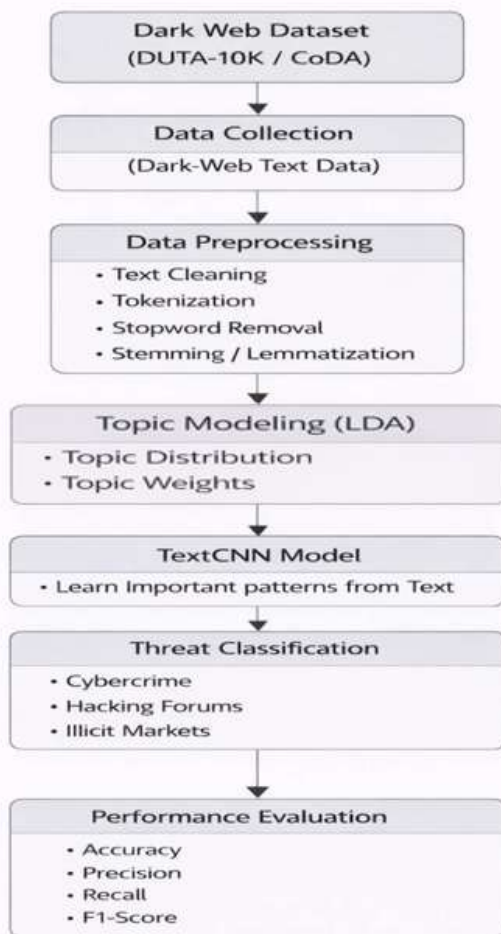 Dark Web Dataset
(DUTA-10K / CoDA)
Data Collection
(Dark-Web Text Data)
Data Preprocessing
• Text Cleaning
• Tokenization
• Stopword Removal
• Stemming / Lemmatization
Topic Modeling (LDA)
• Topic Distribution
• Topic Weights
TextCNN Model
• Learn Important patterns from Text
Threat Classification
• Cybercrime
• Hacking Forums
• Illicit Markets
Performance Evaluation
• Accuracy
• Precision
• Recall
• F1-Score